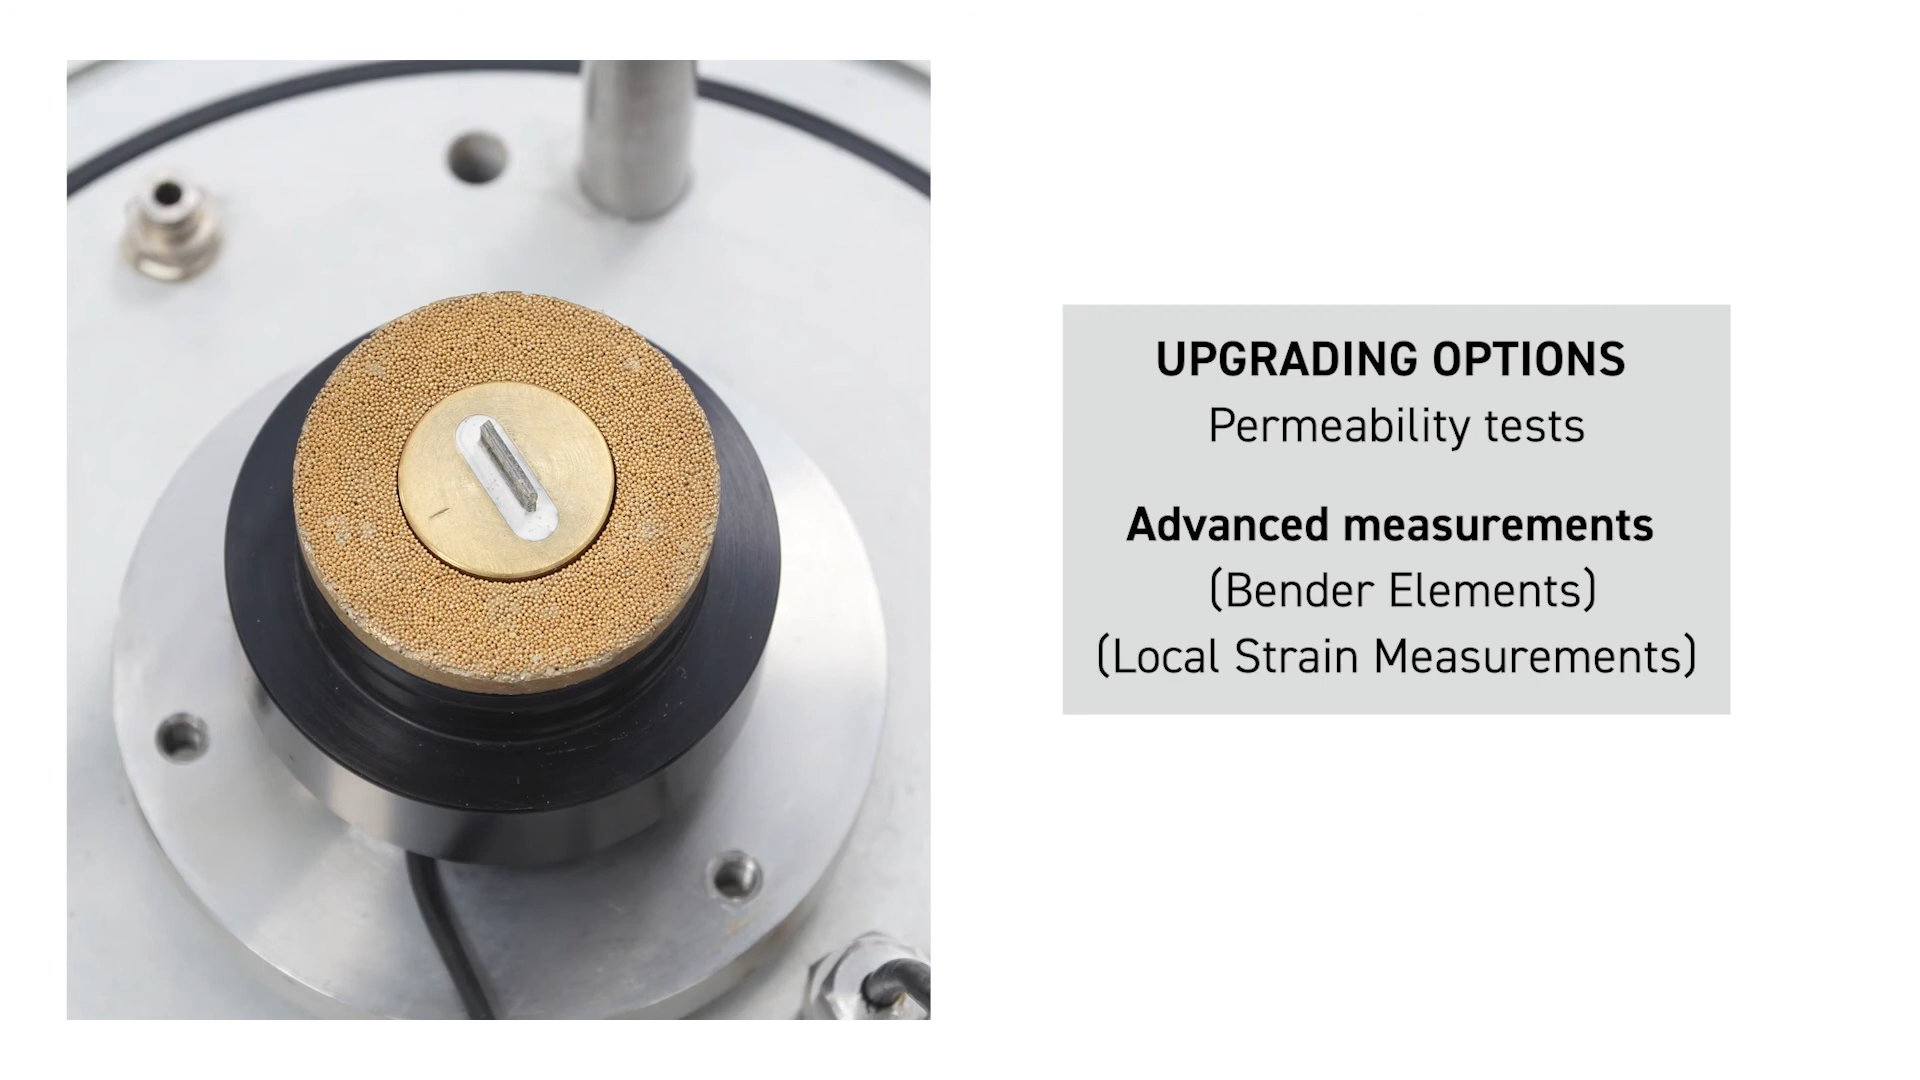 UPGRADING OPTIONS
Permeability tests
Advanced measurements
(Bender Elements)
(Local Strain Measurements)